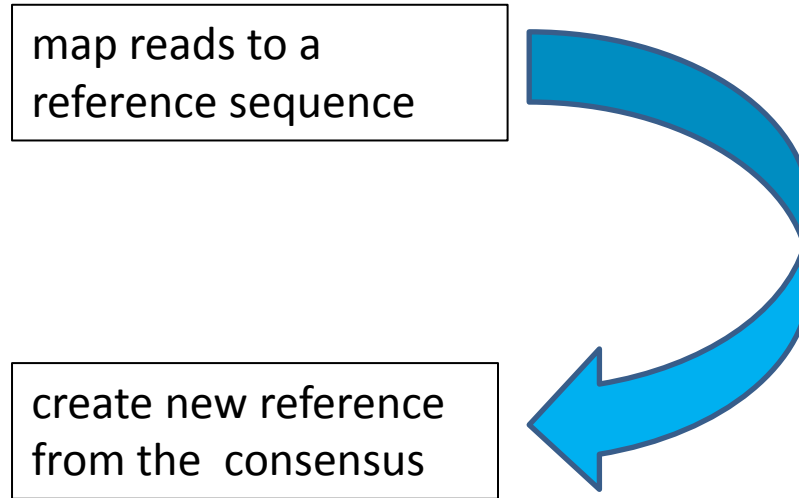 map reads to a
reference sequence
create new reference
from the  consensus